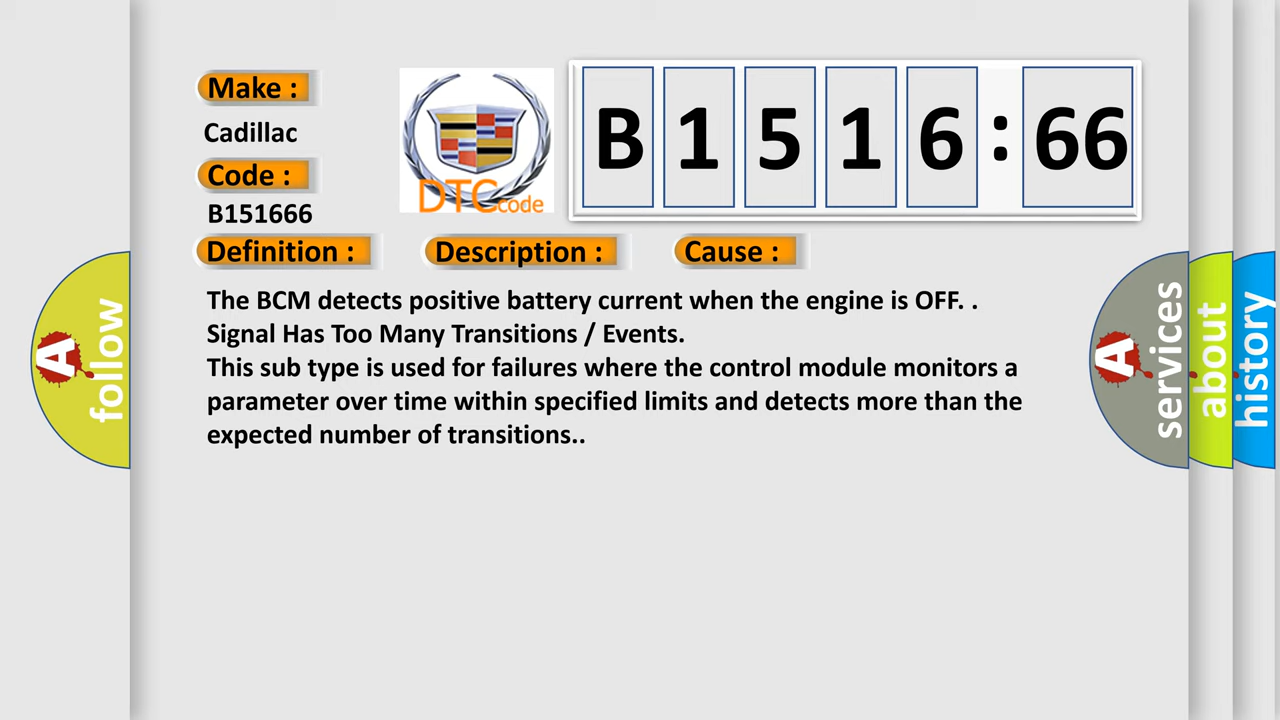 Make :
Cadillac
Code :
B151666
DTCcode
B1516:66
Definition :
Description :
Cause :
The BCM detects positive battery current when the engine is OFF. .
Signal Has Too Many Transitions / Events.
This sub type is used for failures where the control module monitors a
parameter over time within specified limits and detects more than the
expected number of transitions..
A follow
A services
about
history